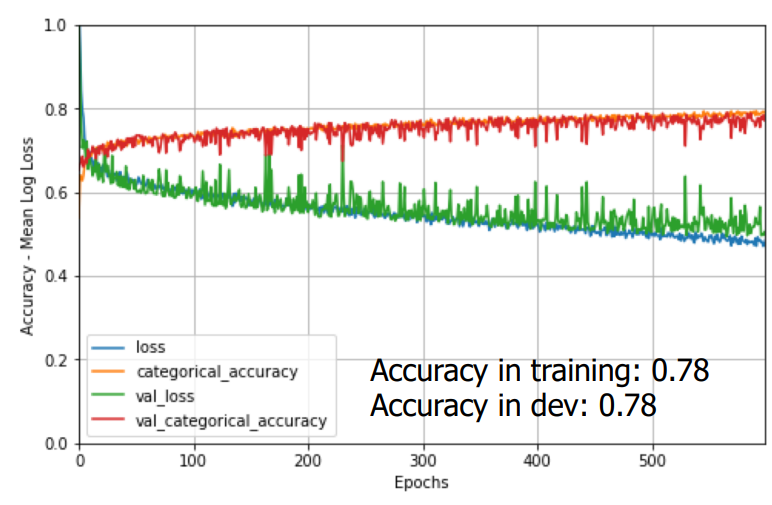 1.0
0.8
0.6
0.4
0.2
0.0
Accuracy - Mean Log Loss
loss
categorical_accuracy
val_loss
val_categorical_accuracy
Accuracy in training: 0.78
Accuracy in dev: 0.78
0 100 200 300 400 500
Epochs